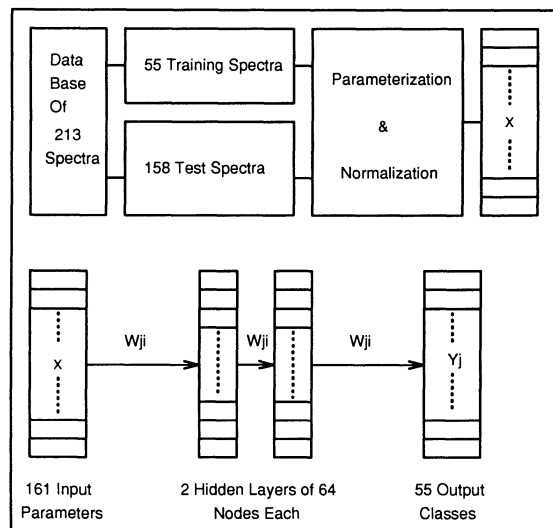 Data
Base
Of
213
Spectra
55 Training Spectra
158 Test Spectra
Parameterization
&
Normalization
X
X
Wji
Wji
Wji
Yj
161 Input
Parameters
2 Hidden Layers of 64
Nodes Each
55 Output
Classes